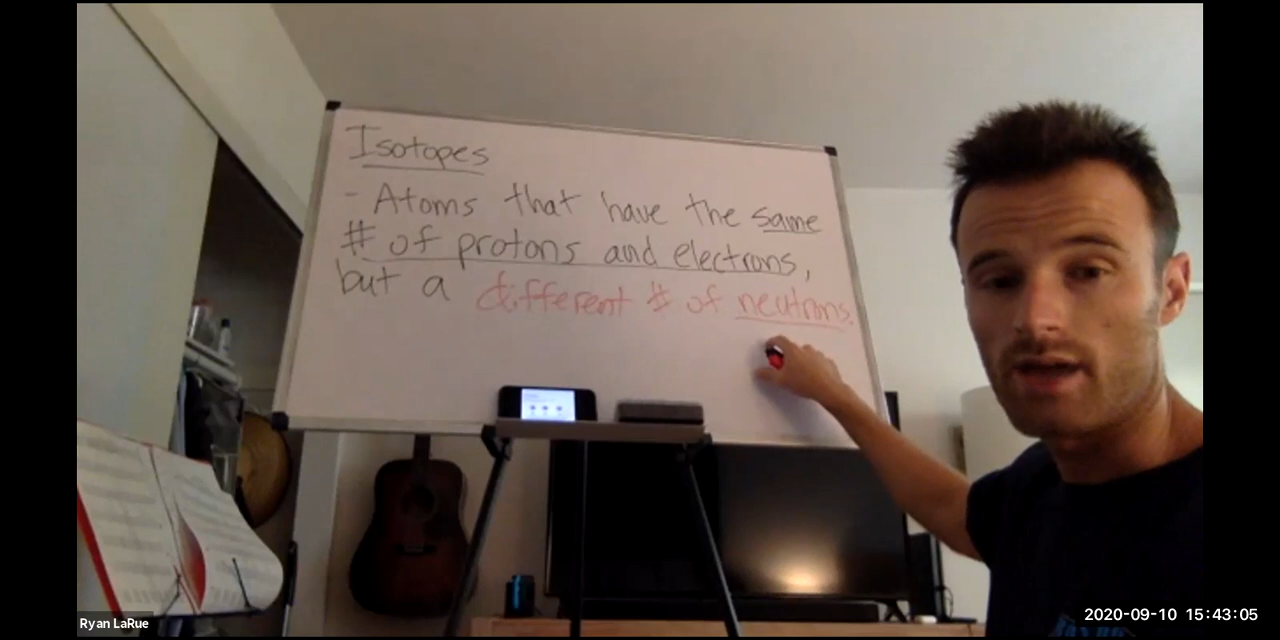 Isotopes
- Atoms that have the same
# of protons and electrons,
but a different # of neutrons.
Ryan LaRue
2020-09-10 15:43:05